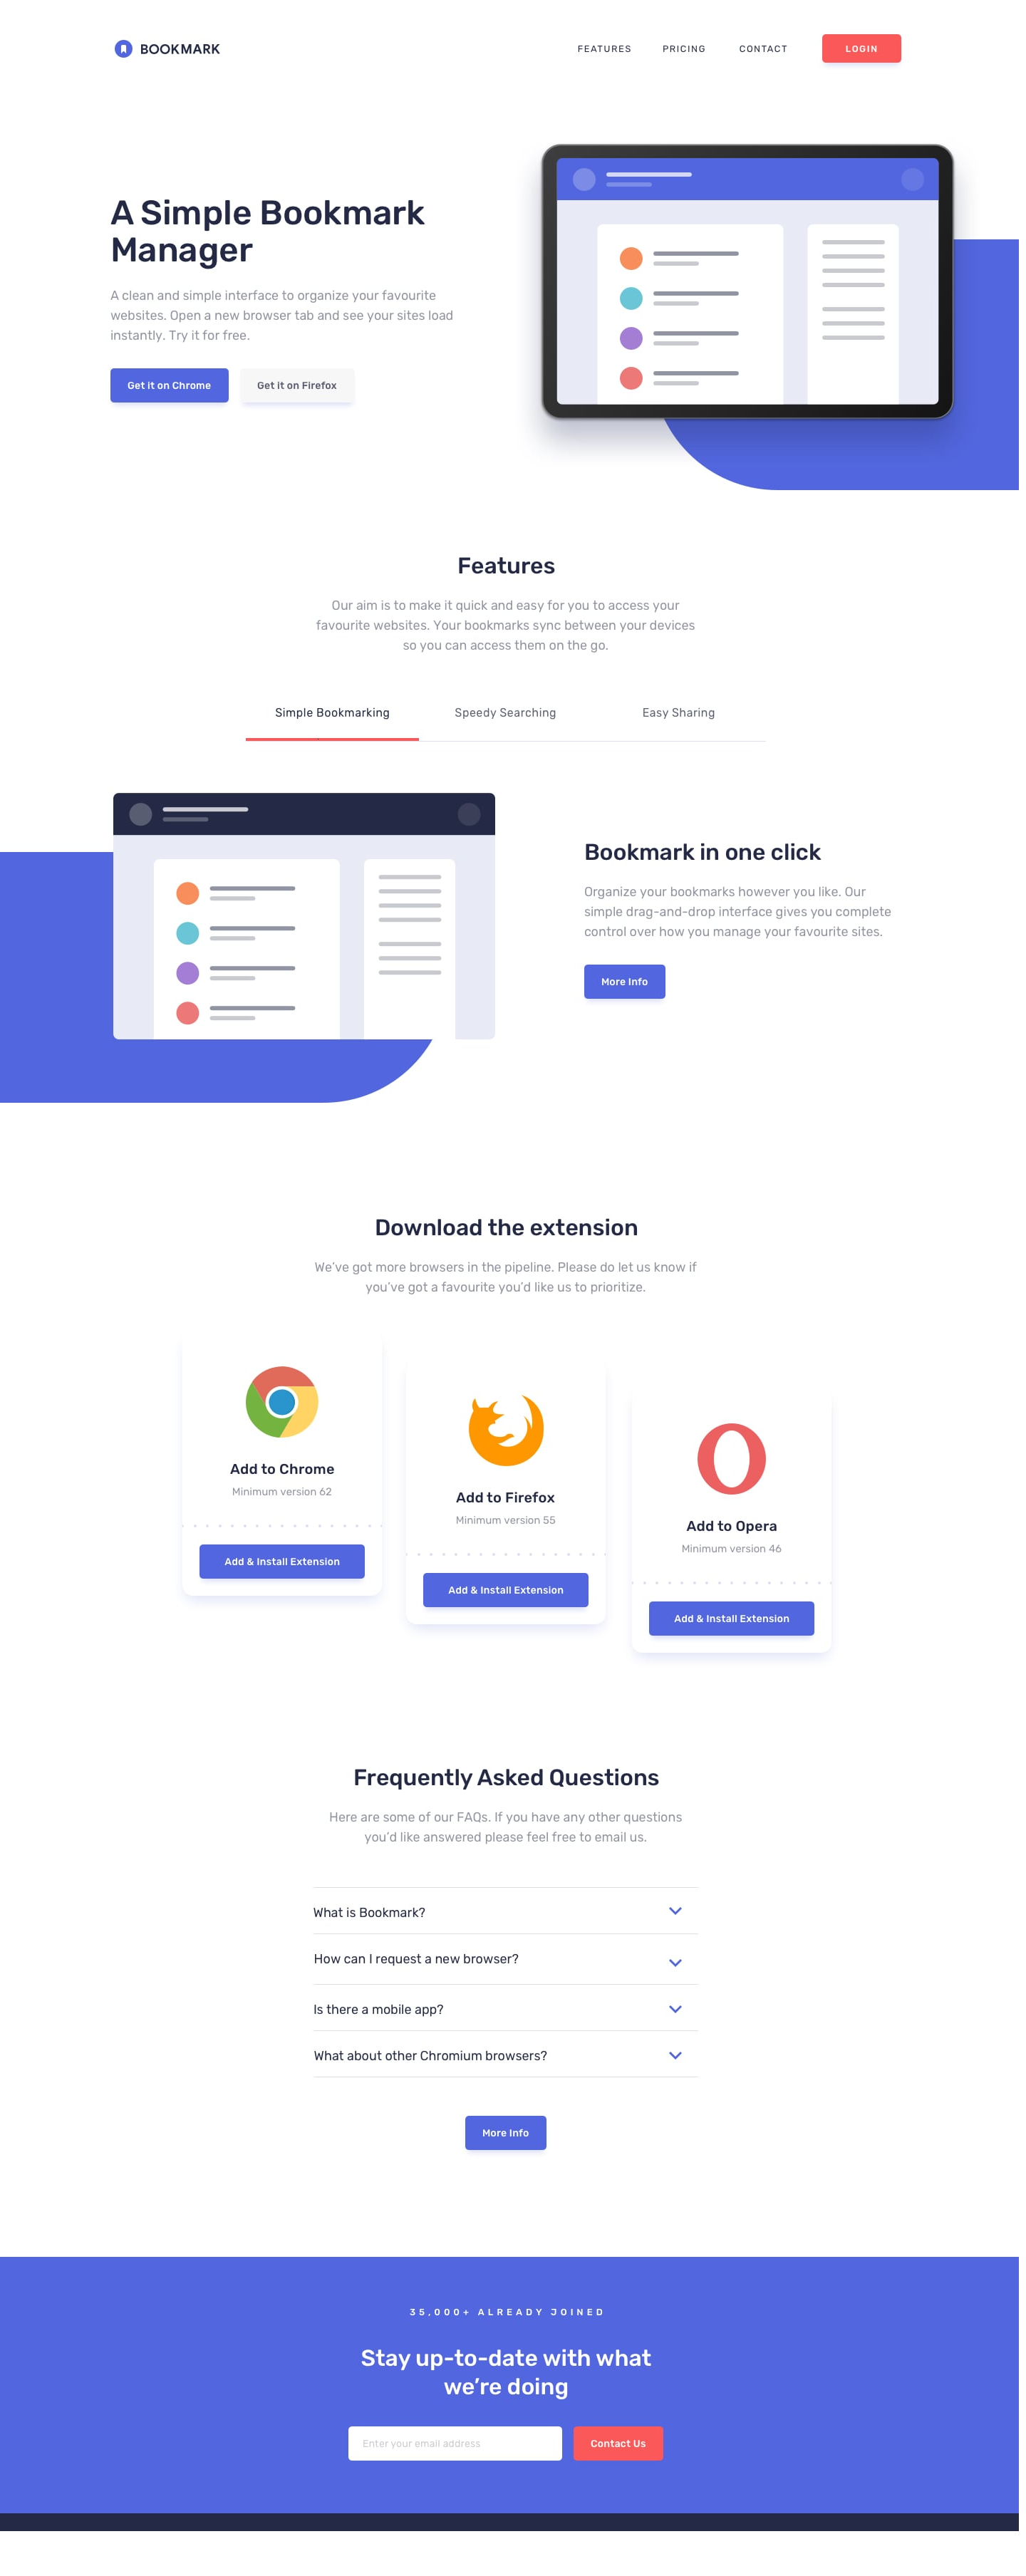 BOOKMARK
FEATURES
PRICING
CONTACT
LOGIN
A Simple Bookmark
Manager
A clean and simple interface to organize your favourite
websites. Open a new browser tab and see your sites load
instantly. Try it for free.
Get it on Chrome
Get it on Firefox
Features
Our aim is to make it quick and easy for you to access your
favourite websites. Your bookmarks sync between your devices
so you can access them on the go.
Simple Bookmarking
Speedy Searching
Easy Sharing
Bookmark in one click
Organize your bookmarks however you like. Our
simple drag-and-drop interface gives you complete
control over how you manage your favourite sites.
More Info
Download the extension
We’ve got more browsers in the pipeline. Please do let us know if
you’ve got a favourite you’d like us to prioritize.
Add to Chrome
Minimum version 62
Add & Install Extension
Add to Firefox
Minimum version 55
Add & Install Extension
Add to Opera
Minimum version 46
Add & Install Extension
Frequently Asked Questions
Here are some of our FAQs. If you have any other questions
you’d like answered please feel free to email us.
What is Bookmark?
How can I request a new browser?
Is there a mobile app?
What about other Chromium browsers?
More Info
35,000+ ALREADY JOINED
Stay up-to-date with what
we’re doing
Enter your email address
Contact Us